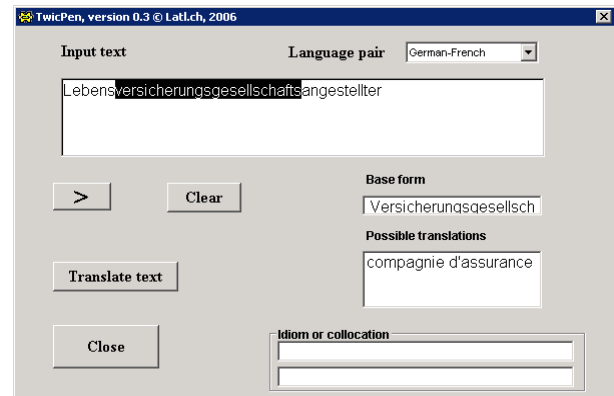 TwicPen, version 0.3 © Latl.ch, 2006
Input text
Language pair
German-French
Lebensversicherungsgesellschaftsangestellter
>
Clear
Base form
Versicherungsgesellsch
Possible translations
compagnie d'assurance
Translate text
Close
Idiom or collocation